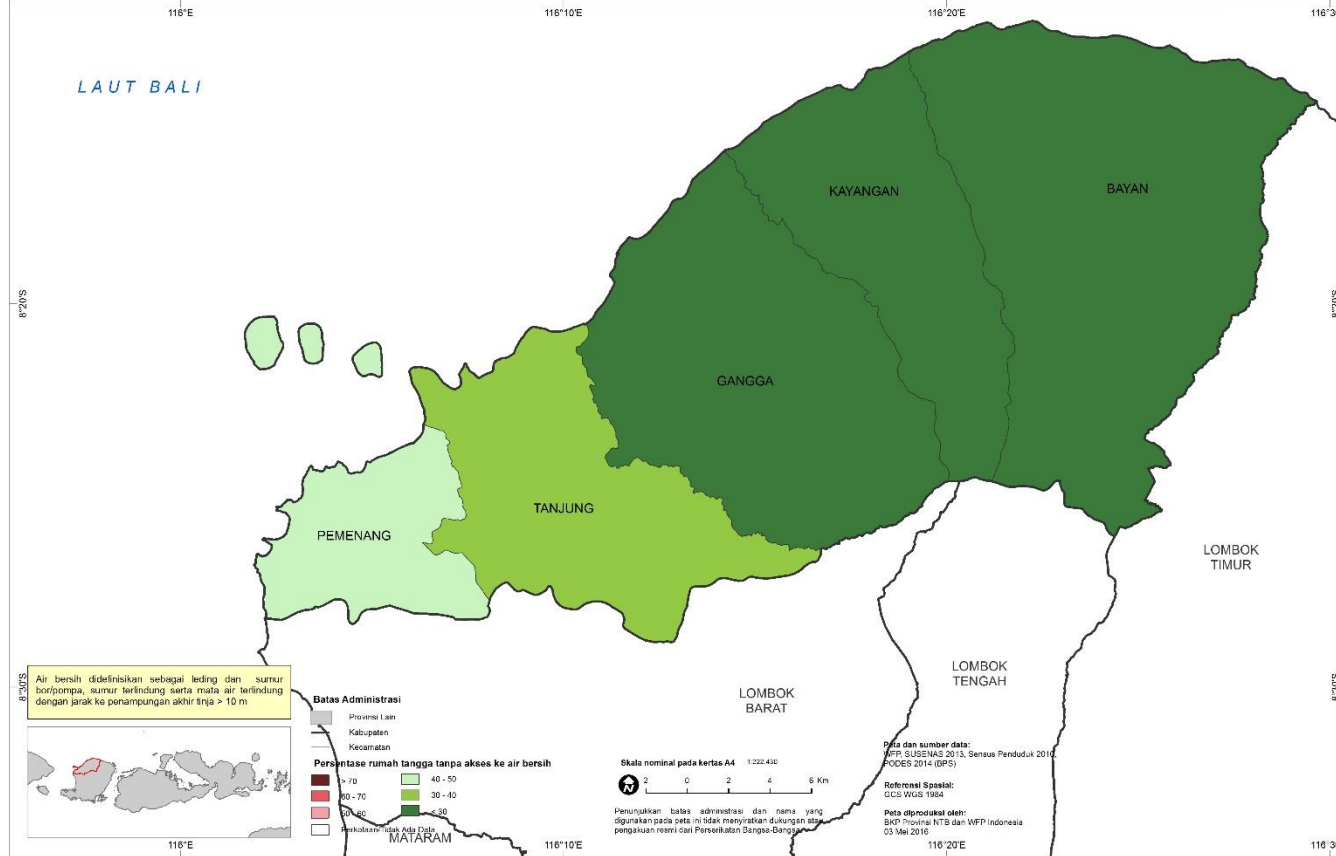 116°E
116°10'E
116°20'E
LAUT BALI
KAYANGAN
BAYAN
8°20'S
GANGGA
TANJUNG
PEMENANG
LOMBOK
TIMUR
LOMBOK
TENGAH
LOMBOK
BARAT
8°30'S
Air bersih didefinisikan sebagai leding dan sumur
bor/pompa, sumur terlindung serta mata air terlindung
dengan jarak ke penampungan akhir tinja > 10 m
Batas Administrasi
Provinsi Lain
Kabupaten
Kecamatan
Persentase rumah tangga tanpa akses ke air bersih
> 70
60 - 70
50 - 60
Perkotaan/Tidak Ada Data
40 - 50
30 - 40
< 30
MATARAM
Skala nominal pada kertas A4 1:222.430
2 0 2 4 6 Km
Penunjukkan batas administrasi dan nama yang
digunakan pada peta ini tidak menyiratkan dukungan atau
pengakuan resmi dari Perserikatan Bangsa-Bangsa.
Peta dan sumber data:
WFP, SUSENAS 2013, Sensus Penduduk 2010,
PODES 2014 (BPS)
Referensi Spasial:
GCS WGS 1984
Peta diproduksi oleh:
BKP Provinsi NTB dan WFP Indonesia
03 Mei 2016
116°E
116°10'E
116°20'E